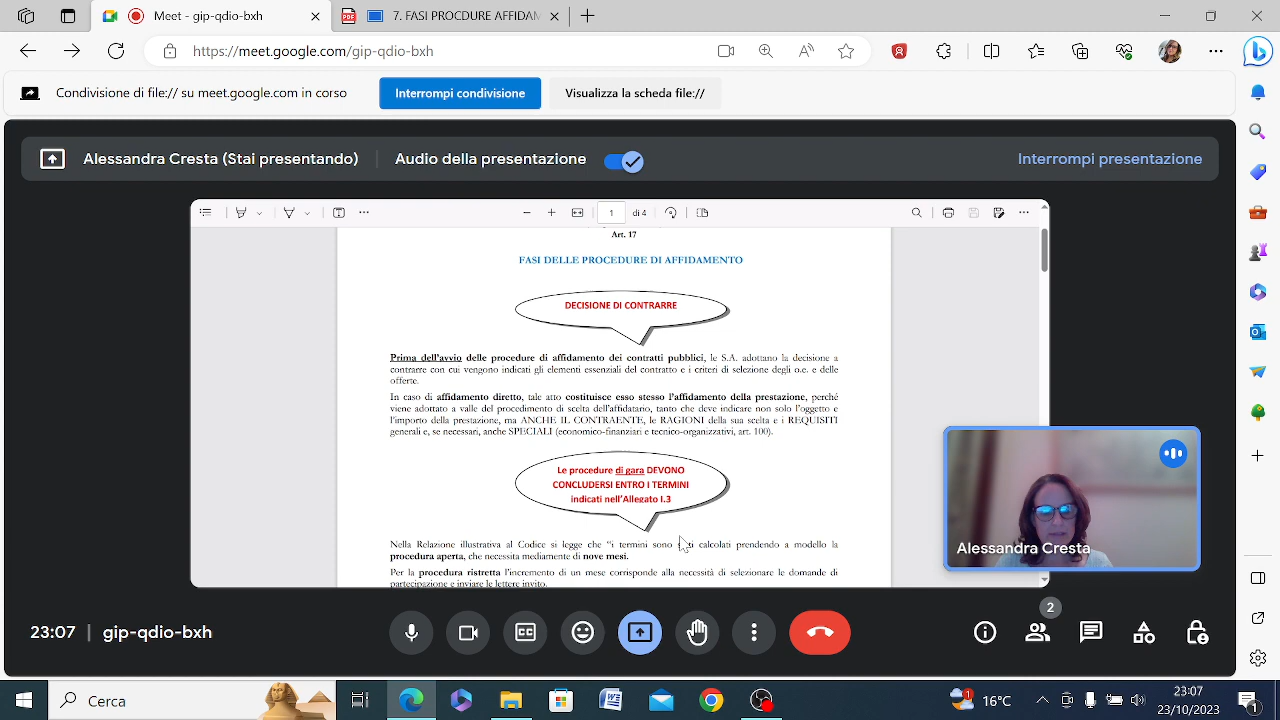 Meet - gip-qdio-bxh
7. FASI PROCEDURE AFFIDAM
https://meet.google.com/gip-qdio-bxh
Condivisione di file:// su meet.google.com in corso
Interrompi condivisione
Visualizza la scheda file://
Alessandra Cresta (Stai presentando)
Audio della presentazione
Interrompi presentazione
1 di 4
Art. 17
FASI DELLE PROCEDURE DI AFFIDAMENTO
DECISIONE DI CONTRARRE
Prima dell'avvio delle procedure di affidamento dei contratti pubblici, le S.A. adottano la decisione a
contrarre con cui vengono indicati gli elementi essenziali del contratto e i criteri di selezione degli o.e. e delle
offerte.
In caso di affidamento diretto, tale atto costituisce esso stesso l'affidamento della prestazione, perché
viene adottato a valle del procedimento di scelta dell'affidatario, tanto che deve indicare non solo l'oggetto e
l'importo della prestazione, ma ANCHE IL CONTRAENTE, le RAGIONI della sua scelta e i REQUISITI
generali e, se necessari, anche SPECIALI (economico-finanziari e tecnico-organizzativi, art. 100).
Le procedure di gara DEVONO
CONCLUDERSI ENTRO I TERMINI
indicati nell'Allegato I.3
Nella Relazione illustrativa al Codice si legge che "i termini sono calcolati prendendo a modello la
procedura aperta, che necessita mediamente di nove mesi.
Per la procedura ristretta l'incremento di un mese corrisponde alla necessità di selezionare le domande di
partecipazione e inviare le lettere invito.
Alessandra Cresta
23:07 | gip-qdio-bxh
2
Cerca
1
16°C
23:07
23/10/2023
1